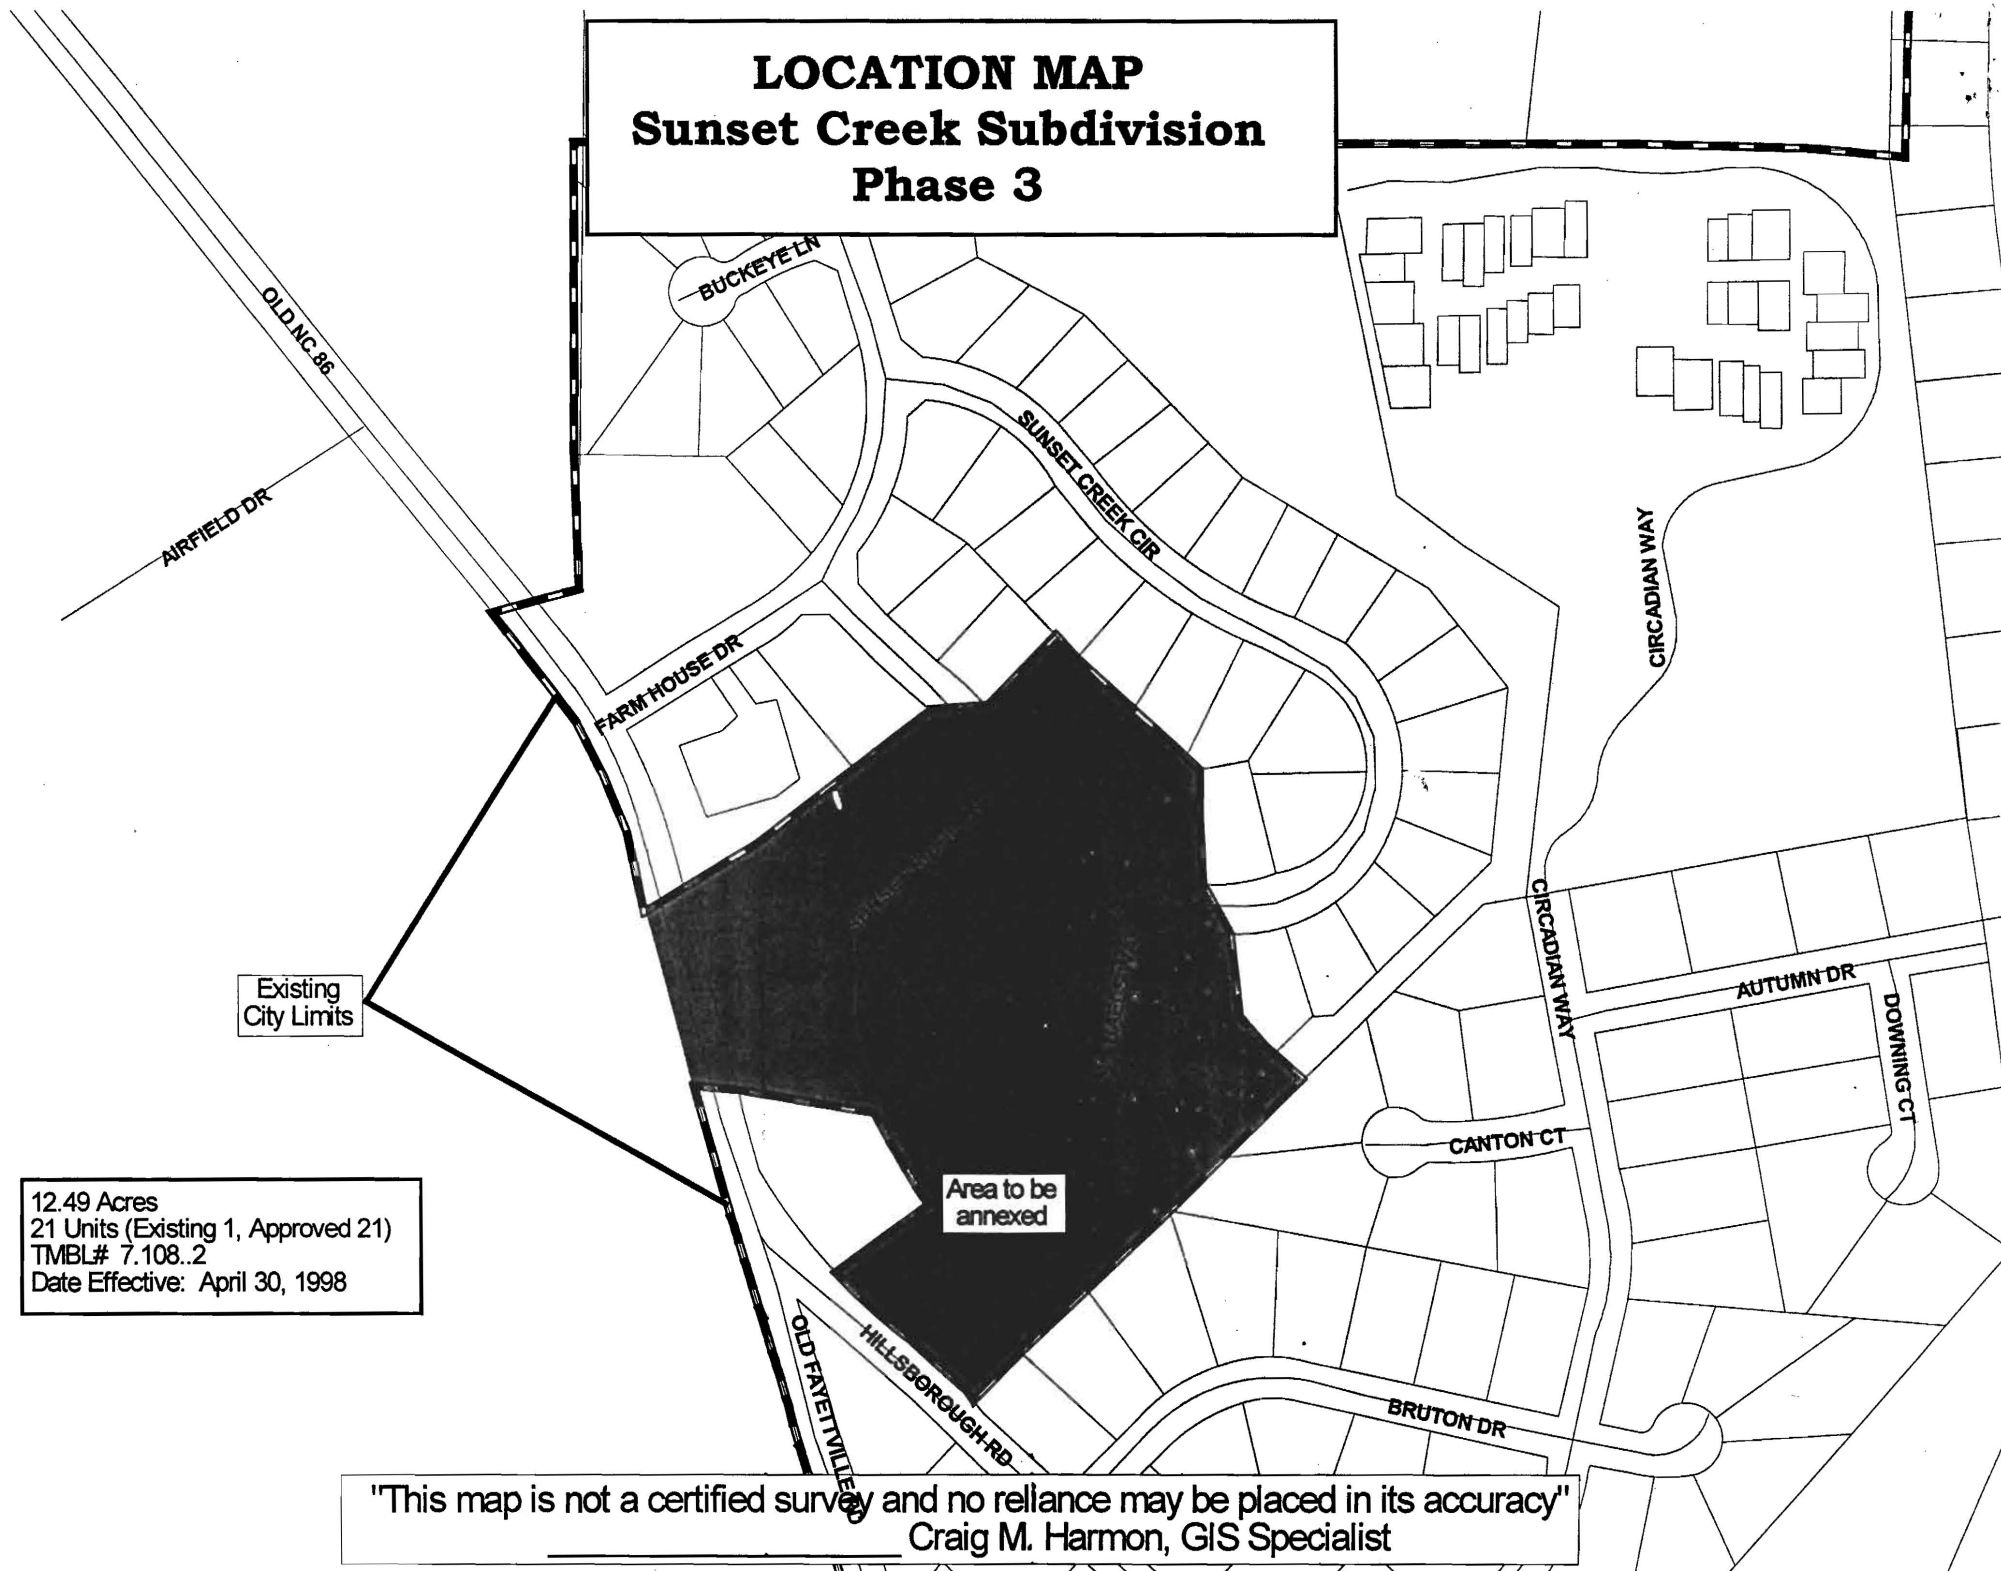 LOCATION MAP
Sunset Creek Subdivision
Phase 3
BUCKEYE LN
OLD NC 86
SUNSET CREEK CIR
AIRFIELD DR
CIRCADIAN WAY
FARM HOUSE DR
Existing
City Limits
CIRCADIAN WAY
AUTUMN DR
DOWNING CT
CANTON CT
Area to be
annexed
12.49 Acres
21 Units (Existing 1, Approved 21)
TMBL# 7.108..2
Date Effective: April 30, 1998
OLD FAYETTVILLE RD
HILLSBOROUGH RD
BRUTON DR
"This map is not a certified survey and no reliance may be placed in its accuracy"
Craig M. Harmon, GIS Specialist